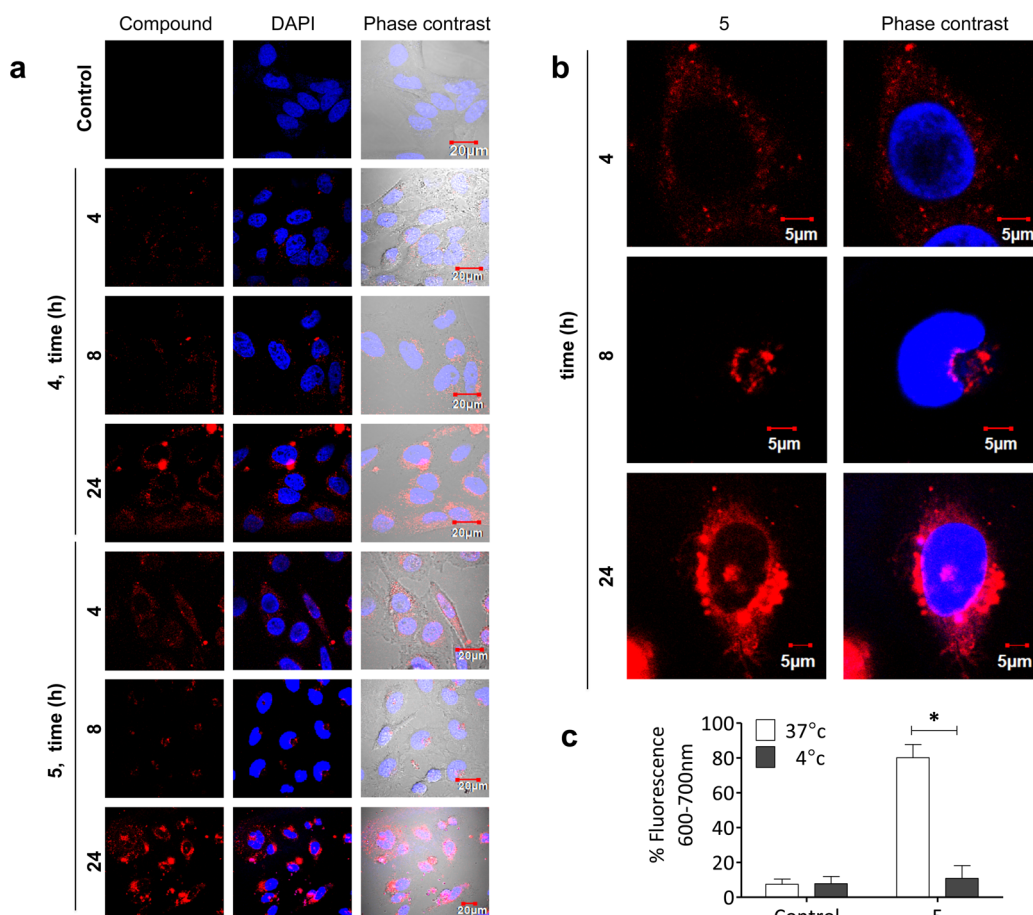 a
Compound DAPI Phase contrast
Control
20μm
4, time (h)
4
20μm
8
20μm
24
20μm
5, time (h)
4
20μm
8
20μm
24
20μm
b
5 Phase contrast
time (h)
4
5μm
5μm
8
5μm
5μm
24
5μm
5μm
c
% Fluorescence
600-700nm
100
80
60
40
20
0
37°c
4°c
*
Control 5